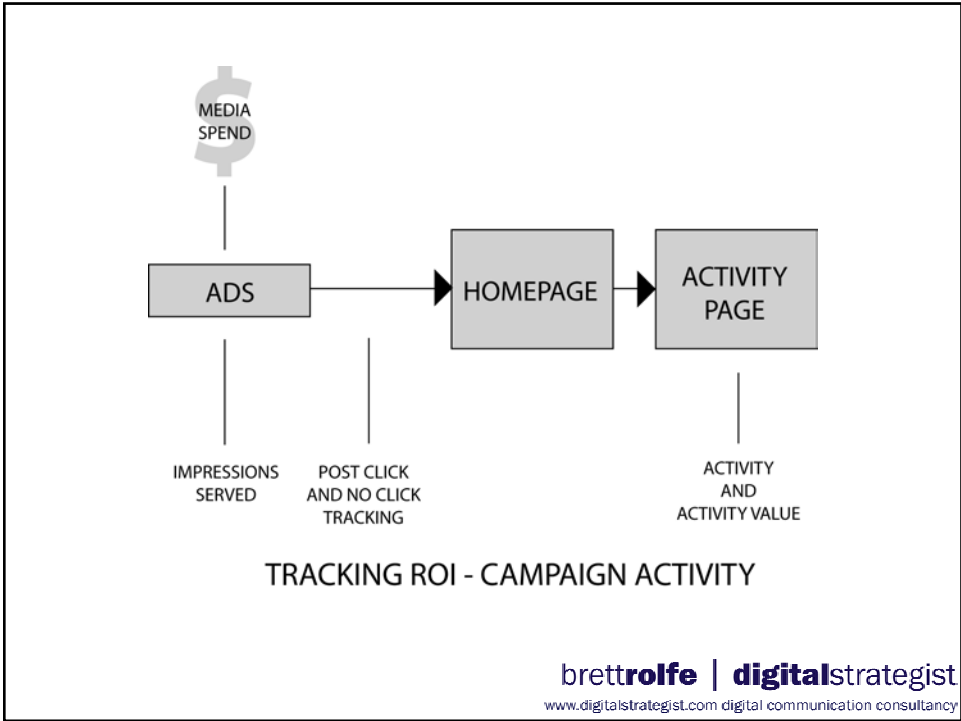 MEDIA
SPEND
ADS
HOMEPAGE
ACTIVITY
PAGE
IMPRESSIONS
SERVED
POST CLICK
AND NO CLICK
TRACKING
ACTIVITY
AND
ACTIVITY VALUE
TRACKING ROI - CAMPAIGN ACTIVITY
brettrolfe | digitalstrategist
www.digitalstrategist.com digital communication consultancy